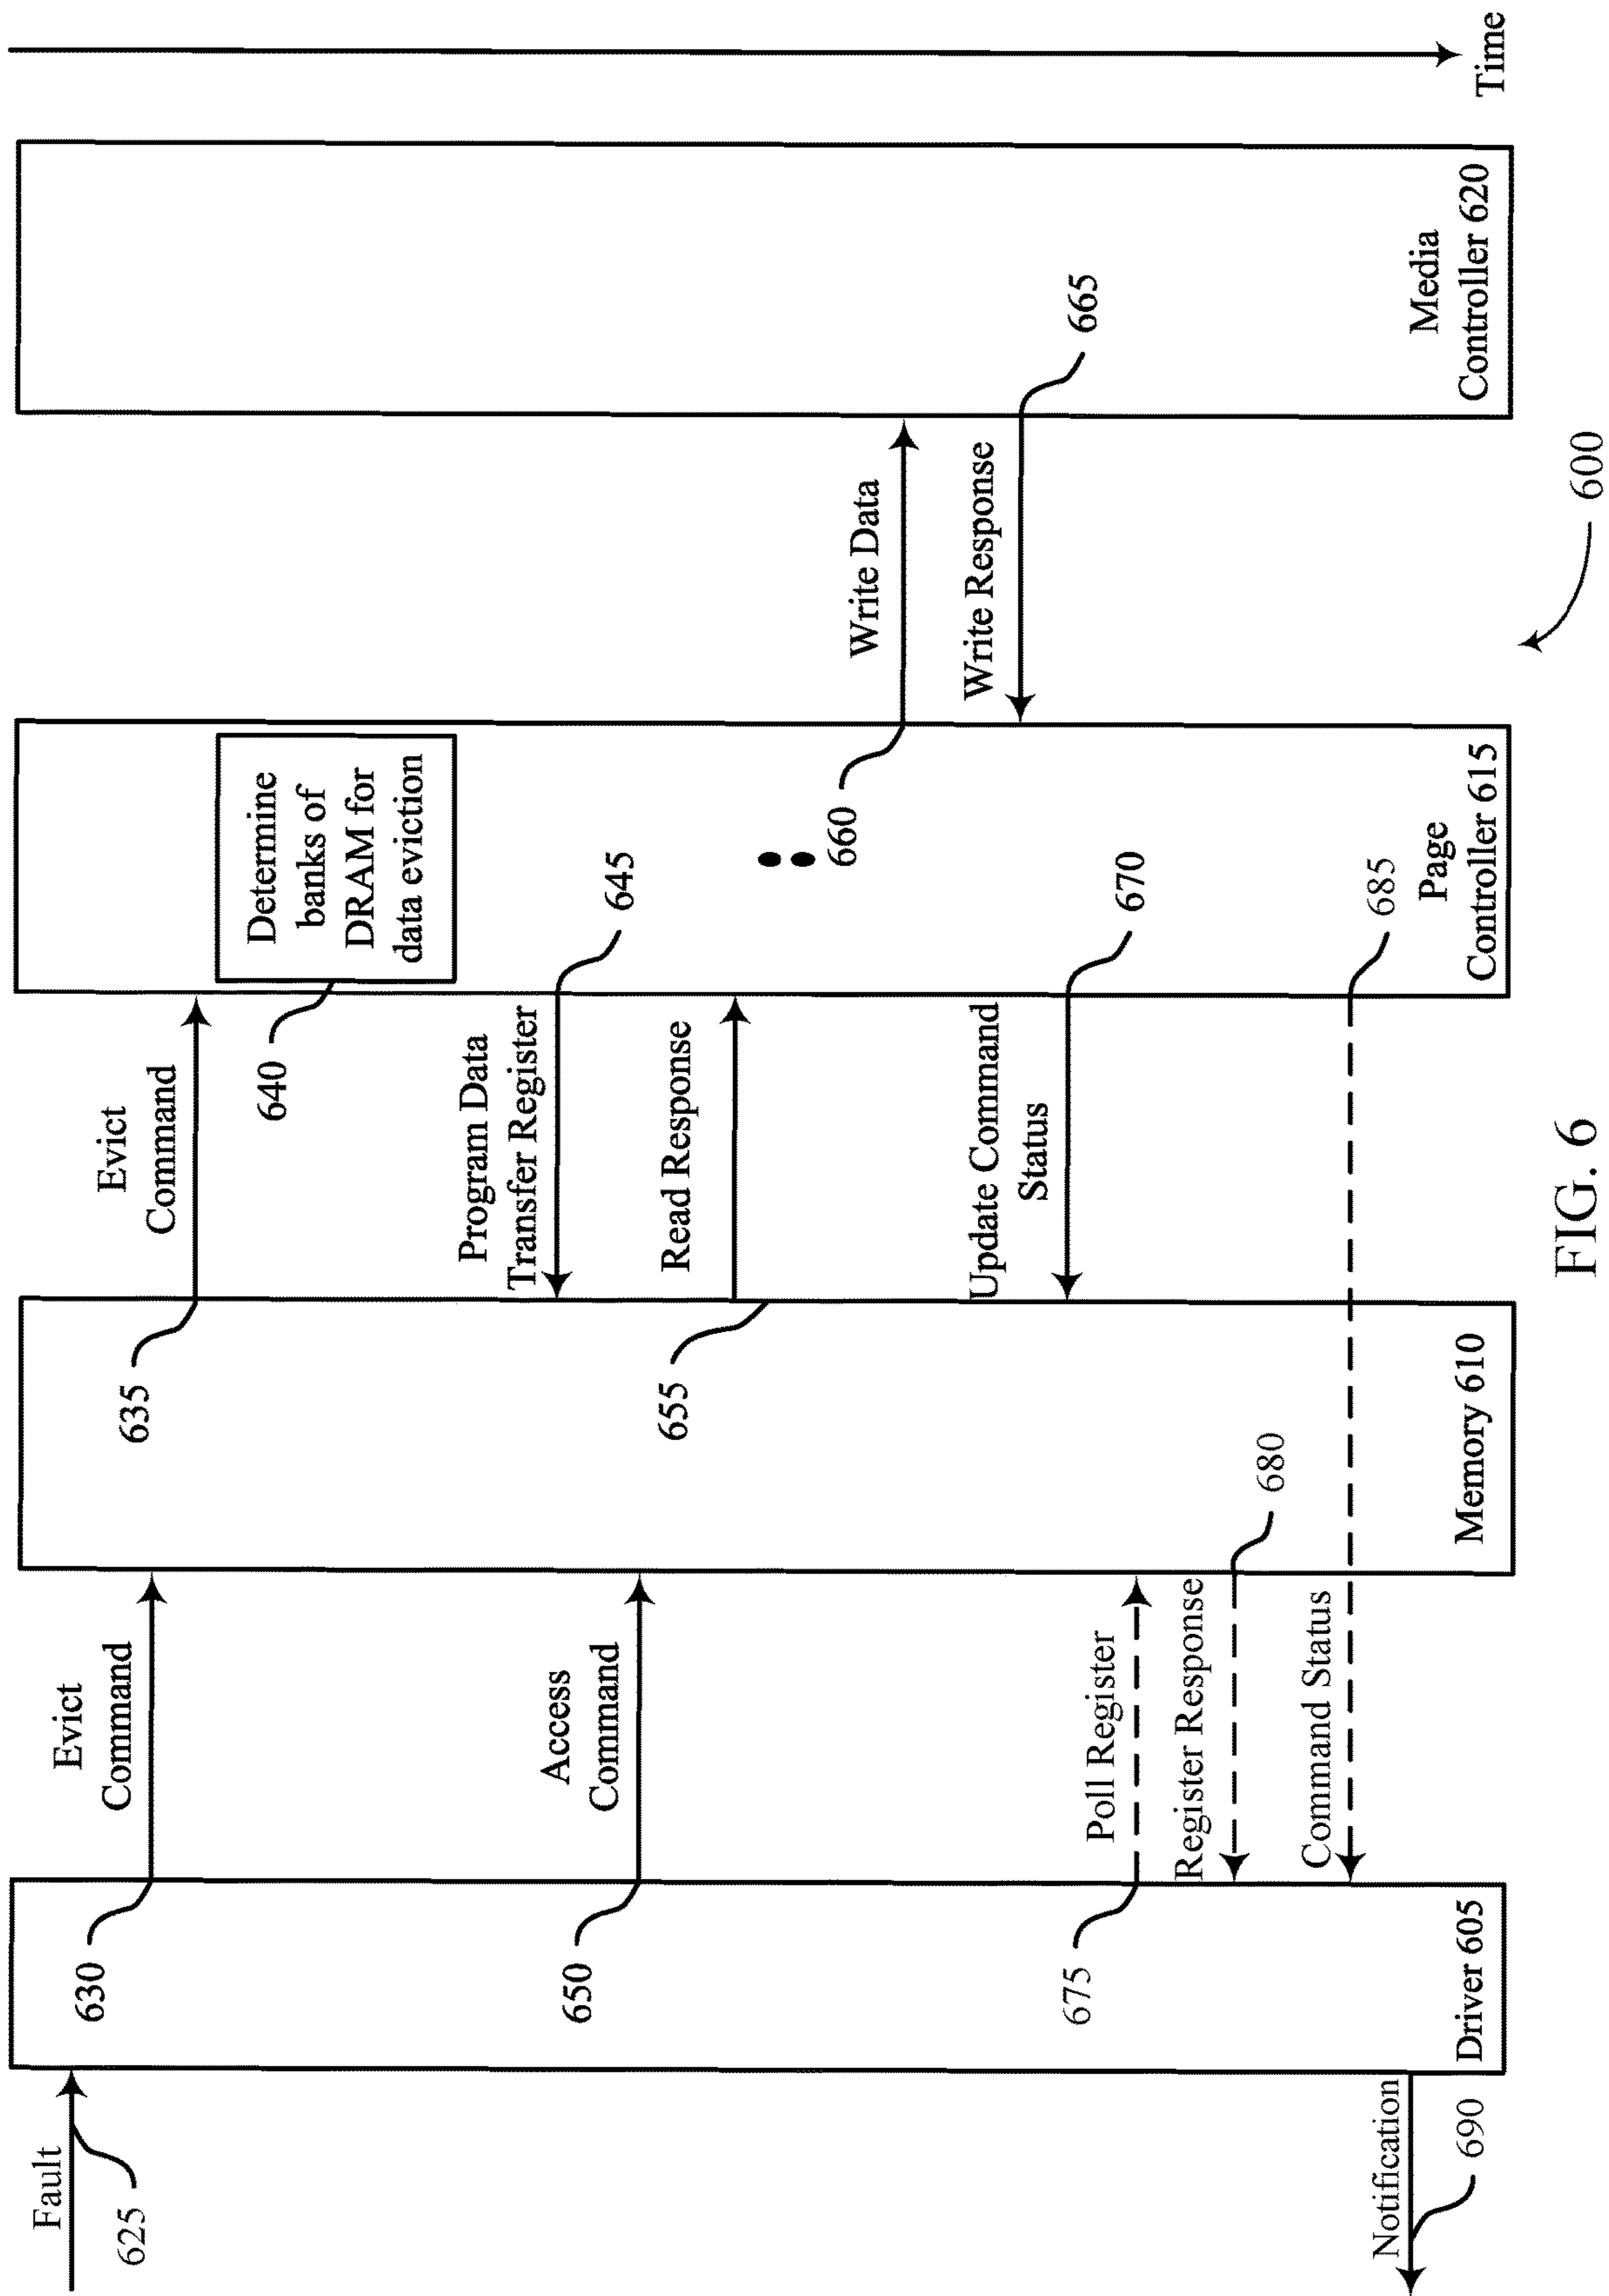 Fault
625
Evict
Command
630
Evict
Command
635
Determine
banks of
DRAM for
data eviction
640
Program Data
Transfer Register
645
Access
Command
650
Read Response
655
660
Write Data
Write Response
665
Update Command
Status
670
Poll Register
675
Register Response
680
Command Status
685
Notification
690
Driver 605
Memory 610
Page
Controller 615
Media
Controller 620
Time
600
FIG. 6